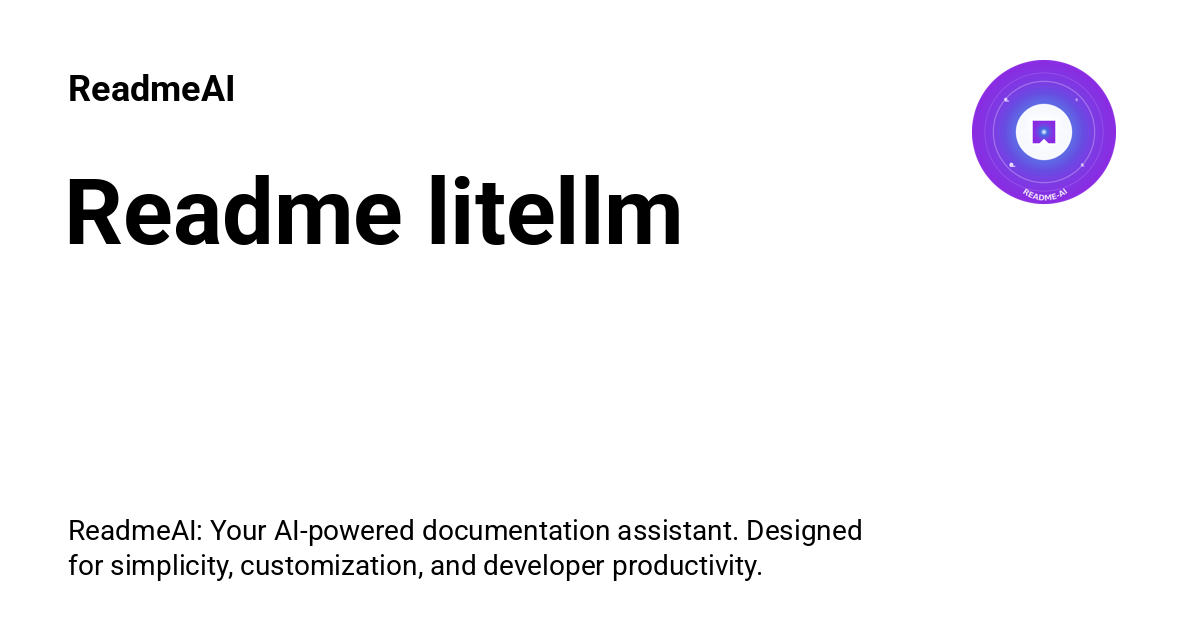 ReadmeAI
Readme litellm
README-AI
ReadmeAI: Your AI-powered documentation assistant. Designed
for simplicity, customization, and developer productivity.